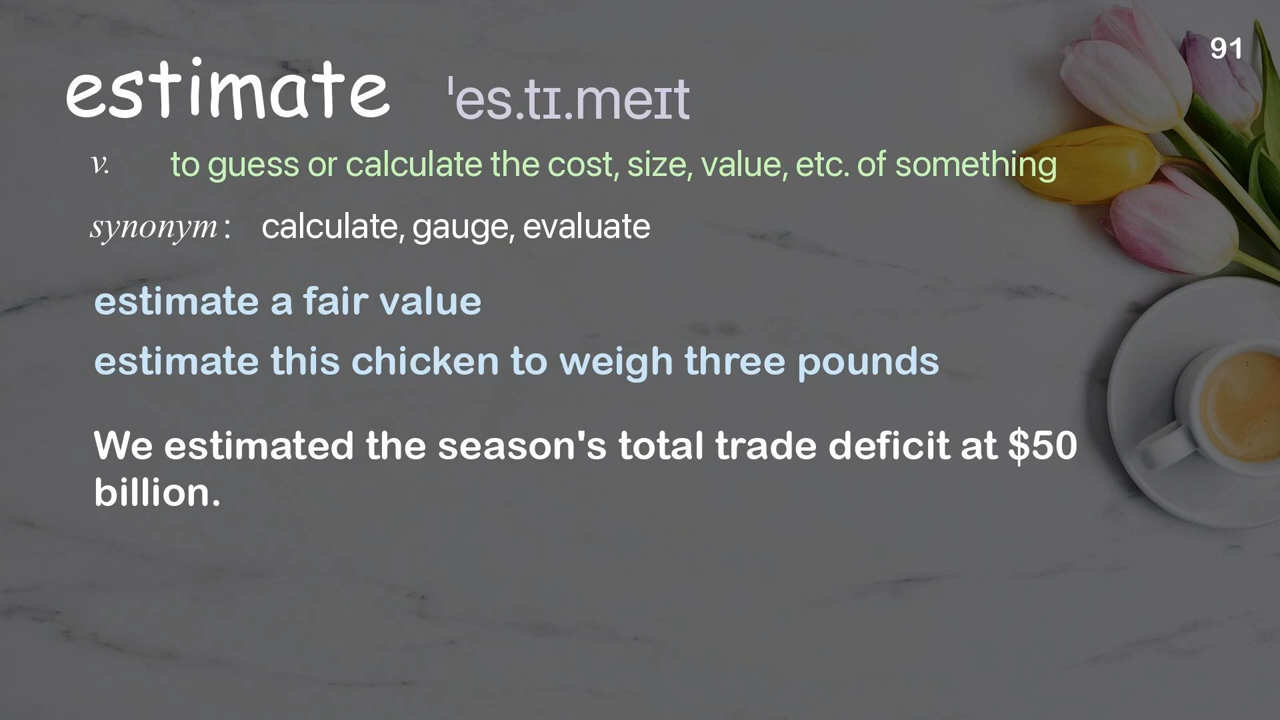 91
estimate ˈes.tɪ.meɪt
v. to guess or calculate the cost, size, value, etc. of something
synonym: calculate, gauge, evaluate
estimate a fair value
estimate this chicken to weigh three pounds
We estimated the season's total trade deficit at $50
billion.